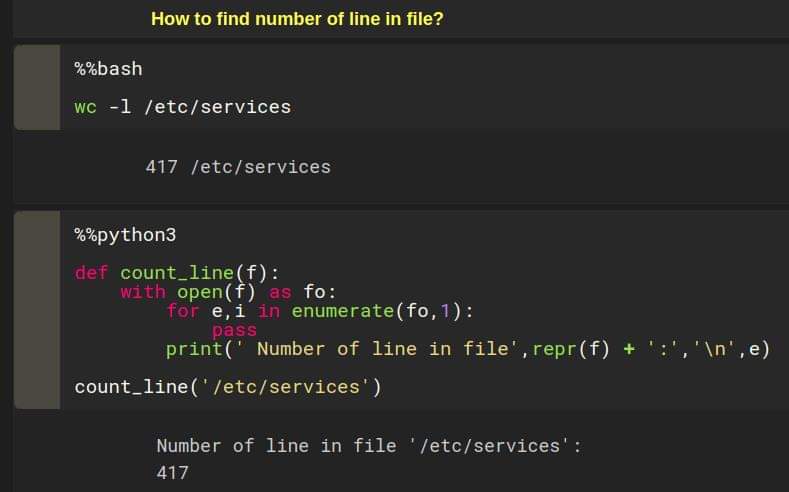 How to find number of line in file?
%%bash
wc -l /etc/services
417 /etc/services
%%python3
def count_line(f):
    with open(f) as fo:
        for e,i in enumerate(fo,1):
            pass
        print(' Number of line in file',repr(f) + ':','\n',e)
count_line('/etc/services')
Number of line in file '/etc/services':
417